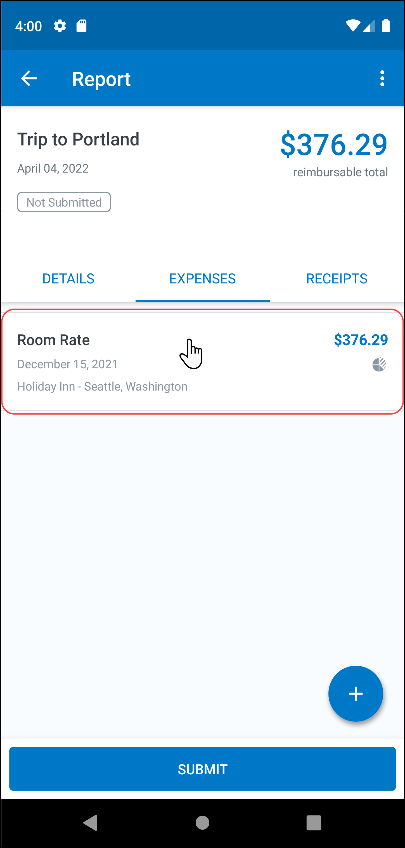 4:00
Report
Trip to Portland
$376.29
April 04, 2022
reimbursable total
Not Submitted
DETAILS
EXPENSES
RECEIPTS
Room Rate
$376.29
December 15, 2021
Holiday Inn - Seattle, Washington
SUBMIT